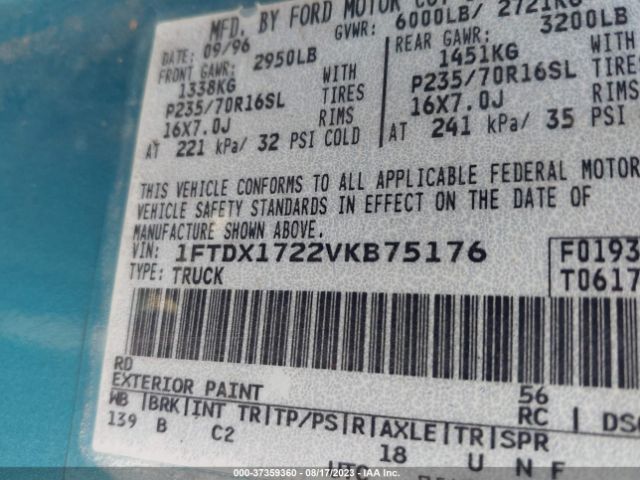 MFD. BY FORD MOTOR
DATE: 09/96 GVWR: 6000LB/ 2721KG
FRONT GAWR: 2950LB REAR GAWR: 3200LB
1338KG WITH 1451KG WITH
P235/70R16SL TIRES P235/70R16SL TIRES
16X7.0J RIMS 16X7.0J RIMS
AT 221 kPa/ 32 PSI COLD AT 241 kPa/ 35 PSI
THIS VEHICLE CONFORMS TO ALL APPLICABLE FEDERAL MOTOR
VEHICLE SAFETY STANDARDS IN EFFECT ON THE DATE OF
MANUFACTURE SHOWN ABOVE.
VIN: 1FTDX1722VKB75176 F0193
TYPE: TRUCK T0617
RD
EXTERIOR PAINT 56
WB |BRK|INT TR|TP/PS|R|AXLE|TR|SPR RC | DSO
139 B C2 18 U N F
000-37359360 - 08/17/2023 - COPYRIGHT IAA